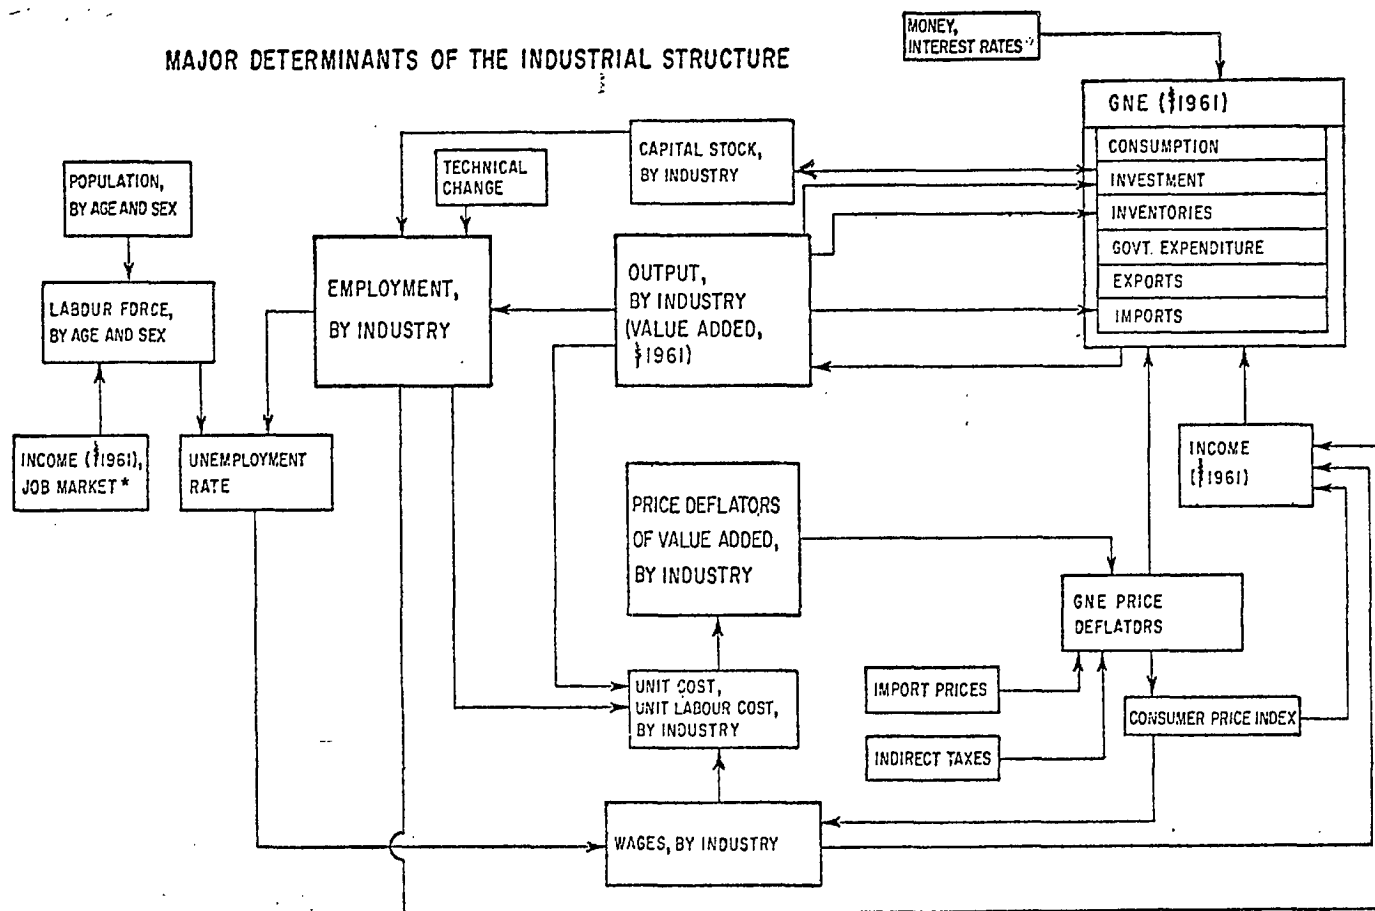 MONEY,
INTEREST RATES
MAJOR DETERMINANTS OF THE INDUSTRIAL STRUCTURE
GNE ($1961)
CONSUMPTION
INVESTMENT
INVENTORIES
GOVT. EXPENDITURE
EXPORTS
IMPORTS
CAPITAL STOCK,
BY INDUSTRY
TECHNICAL
CHANGE
POPULATION,
BY AGE AND SEX
EMPLOYMENT,
BY INDUSTRY
OUTPUT,
BY INDUSTRY
(VALUE ADDED,
$1961)
LABOUR FORCE,
BY AGE AND SEX
INCOME ($1961),
JOB MARKET*
UNEMPLOYMENT
RATE
INCOME
($1961)
PRICE DEFLATORS
OF VALUE ADDED,
BY INDUSTRY
GNE PRICE
DEFLATORS
UNIT COST,
UNIT LABOUR COST,
BY INDUSTRY
IMPORT PRICES
CONSUMER PRICE INDEX
INDIRECT TAXES
WAGES, BY INDUSTRY